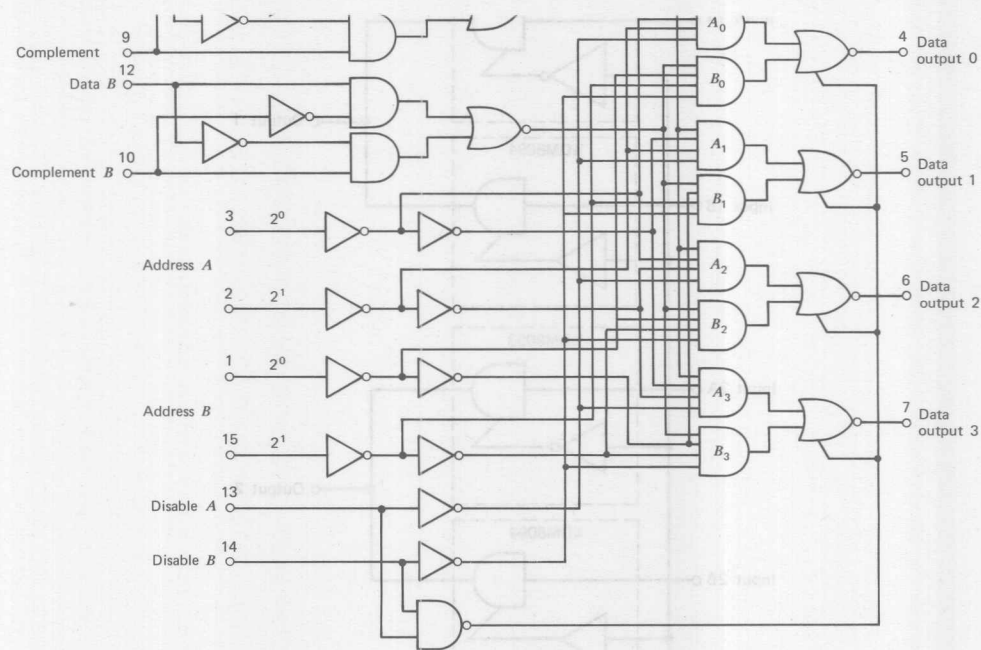 9
Complement
12
Data B
10
Complement B
3 2⁰
Address A
2 2¹
1 2⁰
Address B
15 2¹
13
Disable A
14
Disable B
A₀
B₀
A₁
B₁
A₂
B₂
A₃
B₃
4
Data
output 0
5
Data
output 1
6
Data
output 2
7
Data
output 3